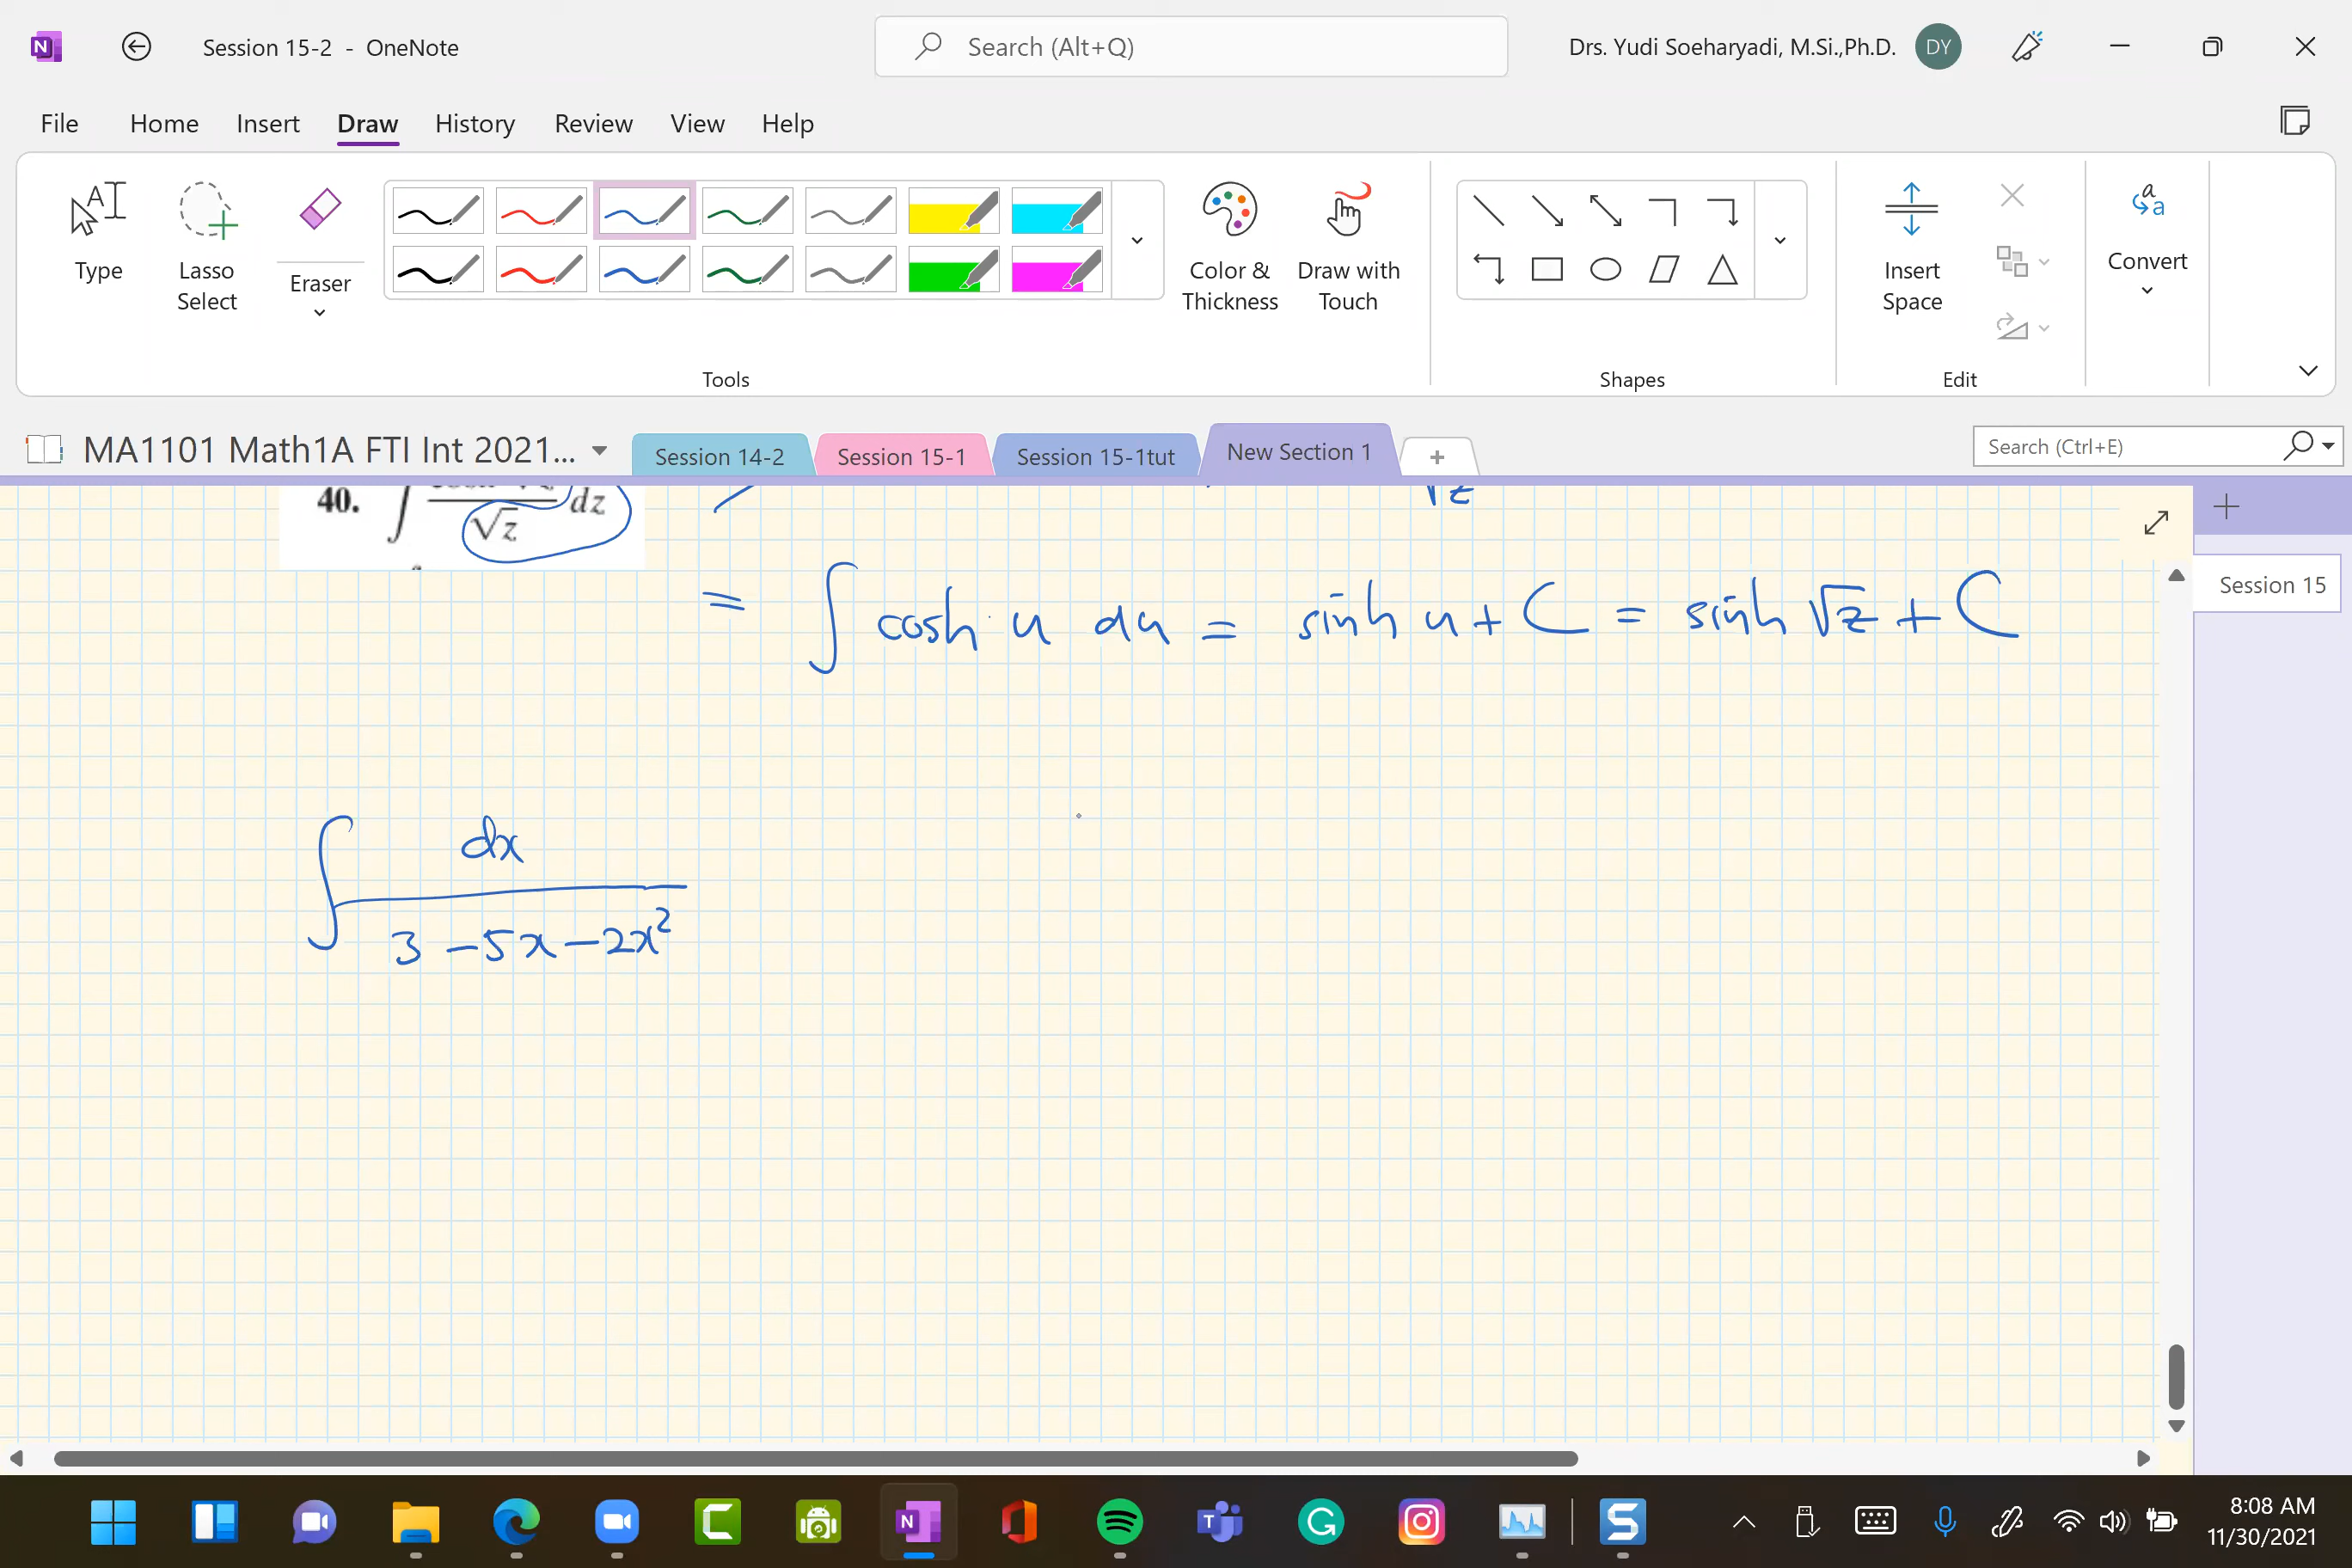 Session 15-2 - OneNote
Search (Alt+Q)
Drs. Yudi Soeharyadi, M.Si.,Ph.D.
DY
File Home Insert Draw History Review View Help
Type
Lasso Select
Eraser
Color & Thickness
Draw with Touch
Insert Space
Convert
Tools
Shapes
Edit
MA1101 Math1A FTI Int 2021...
Session 14-2
Session 15-1
Session 15-1tut
New Section 1
+
Search (Ctrl+E)
Session 15
40. ∫ √z dz
√z
= ∫ cosh u du = sinh u + C = sinh √z + C
∫ dx
3 - 5x - 2x²
8:08 AM
11/30/2021